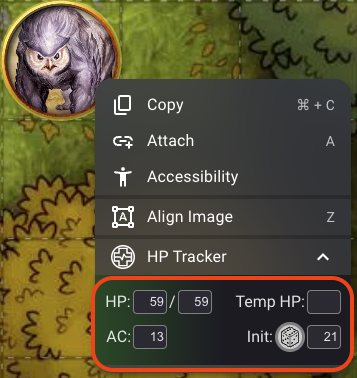 Copy ⌘ + C
Attach A
Accessibility
A Align Image Z
HP Tracker
HP: 59 / 59 Temp HP:
AC: 13 Init: 21